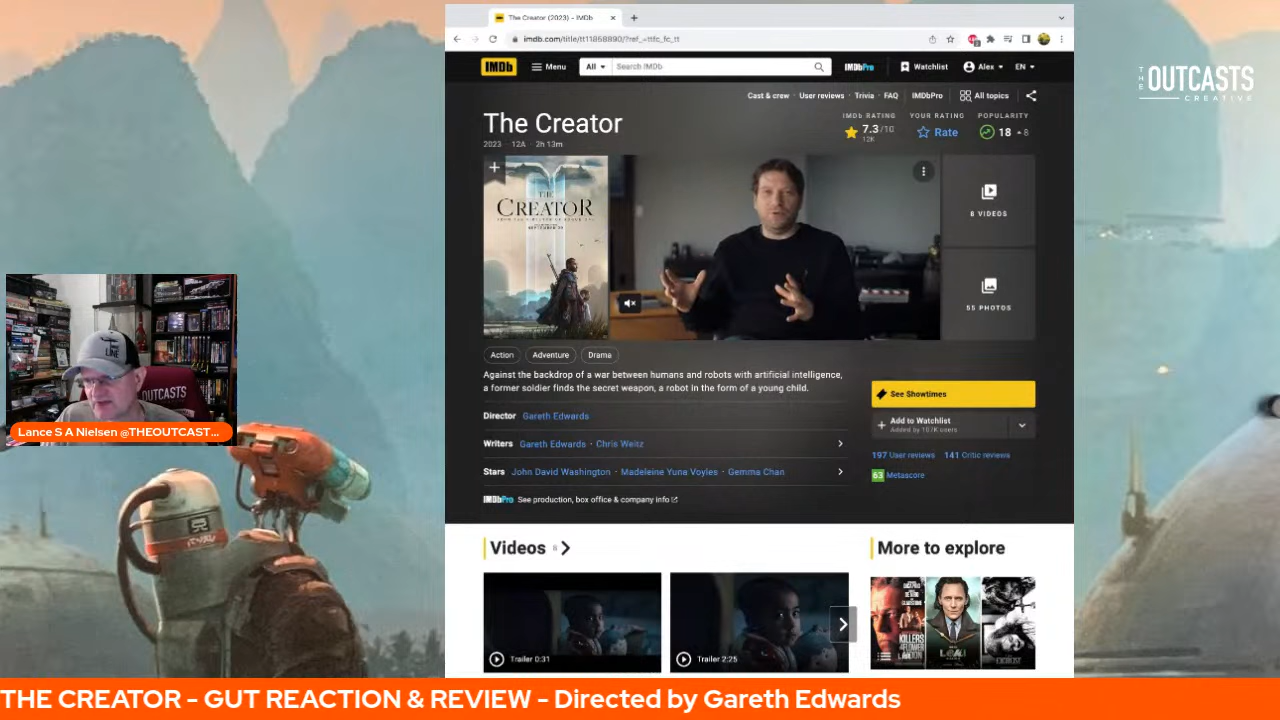 The Creator (2023) - IMDb
imdb.com/title/tt11858890/?ref_=ttfc_fc_tt
IMDb
Menu
All
Search IMDb
IMDbPro
Watchlist
Alex
EN
THE OUTCASTS
CREATIVE
Cast & crew · User reviews · Trivia · FAQ
IMDbPro
All topics
The Creator
2023 12A 2h 13m
IMDb RATING
7.3/10
12K
YOUR RATING
Rate
POPULARITY
18
8
THE
CREATOR
8 VIDEOS
55 PHOTOS
Action
Adventure
Drama
Against the backdrop of a war between humans and robots with artificial intelligence,
a former soldier finds the secret weapon, a robot in the form of a young child.
See Showtimes
Director Gareth Edwards
Add to Watchlist
Writers Gareth Edwards · Chris Weitz
197 User reviews 141 Critic reviews
Stars John David Washington · Madeleine Yuna Voyles · Gemma Chan
63 Metascore
IMDbPro See production, box office & company info
LINE
OUTCASTS
Lance S A Nielsen @THEOUTCAST...
Videos 8
More to explore
Trailer 0:31
Trailer 2:25
KILLERS
FLOWER
MOON
LOKI
THE CREATOR - GUT REACTION & REVIEW - Directed by Gareth Edwards